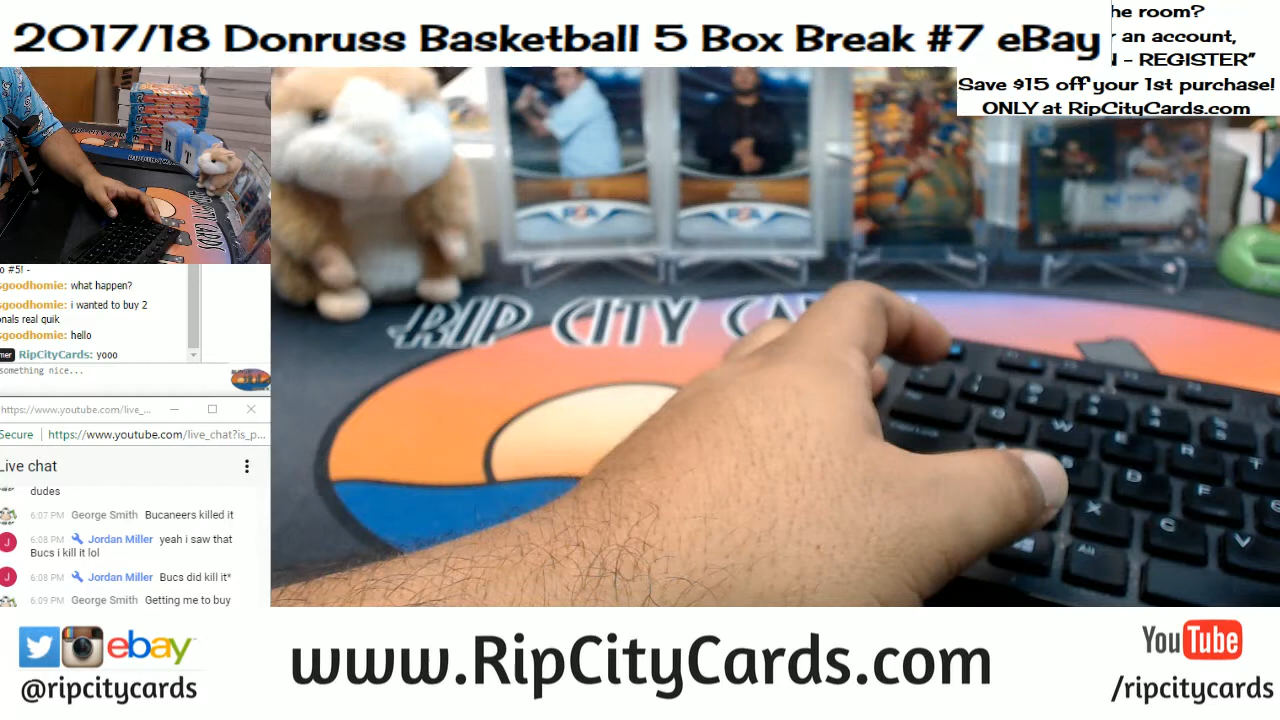 2017/18 Donruss Basketball 5 Box Break #7 eBay
he room?
an account,
- REGISTER"
Save $15 off your 1st purchase!
ONLY at RipCityCards.com
RIP CITY
o #5! -
sgoodhomie: what happen?
sgoodhomie: i wanted to buy 2
onals real quik
sgoodhomie: hello
mer RipCityCards: yooo
something nice...
https://www.youtube.com/live_...
Secure https://www.youtube.com/live_chat?is_p...
Live chat
dudes
6:07 PM George Smith Bucaneers killed it
J 6:08 PM Jordan Miller yeah i saw that
Bucs i kill it lol
J 6:08 PM Jordan Miller Bucs did kill it*
6:09 PM George Smith Getting me to buy
ebay
@ripcitycards
www.RipCityCards.com
YouTube
/ripcitycards